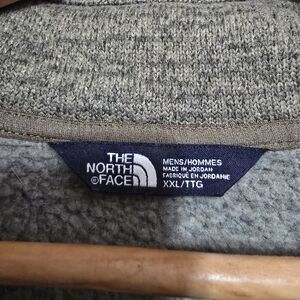 THE
NORTH
®FACE
MENS/HOMMES
MADE IN JORDAN
FABRIQUÉ EN JORDANIE
XXL/TTG